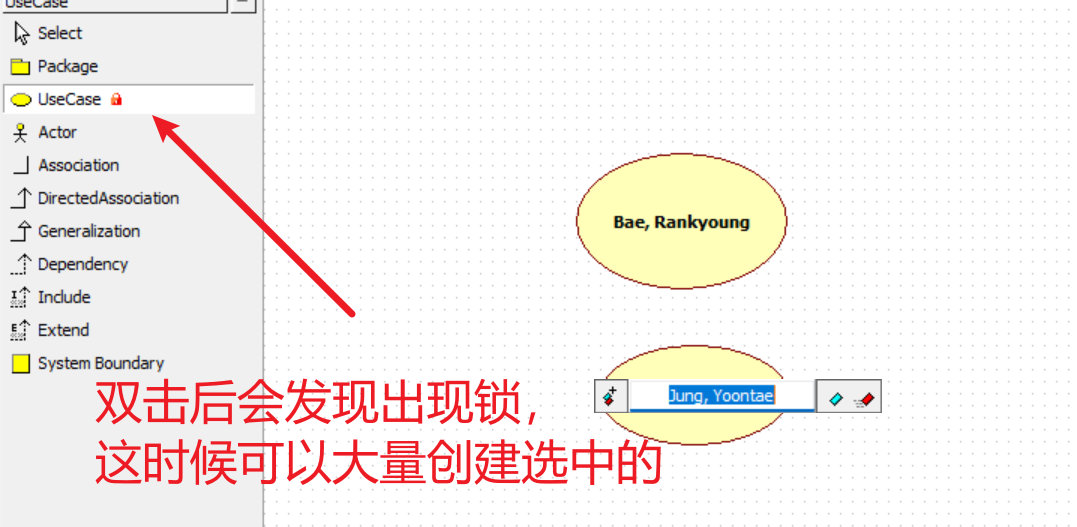 UseCase
Select
Package
UseCase
Actor
Association
DirectedAssociation
Generalization
Dependency
Include
Extend
System Boundary
Bae, Rankyoung
Jung, Yoontae
双击后会发现出现锁，
这时候可以大量创建选中的